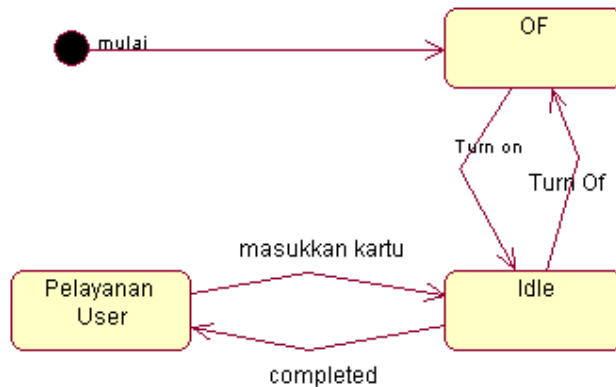 mulai
OF
Turn on
Turn Of
masukkan kartu
Pelayanan
User
Idle
completed